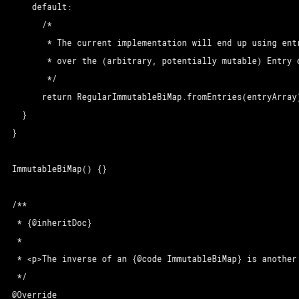 default:
/*
* The current implementation will end up using
* over the (arbitrary, potentially mutable) Entry
*/
return RegularImmutableBiMap.fromEntries(entryArray
}
}
ImmutableBiMap() {}
/**
* {@inheritDoc}
*
* <p>The inverse of an {@code ImmutableBiMap} is another
*/
@Override